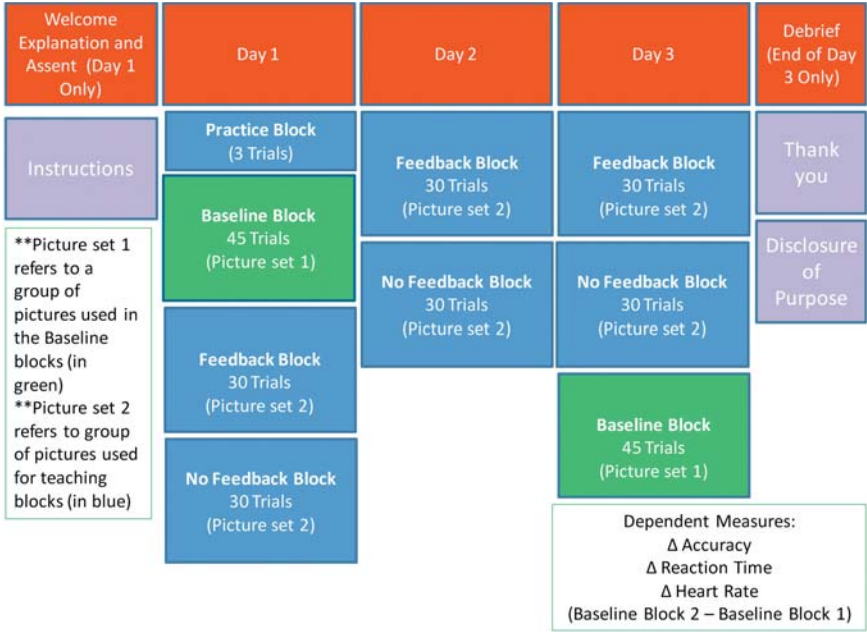 Welcome
Explanation and
Assent (Day 1
Only)
Day 1
Day 2
Day 3
Debrief
(End of Day
3 Only)
Instructions
**Picture set 1
refers to a
group of
pictures used in
the Baseline
blocks (in
green)
**Picture set 2
refers to group
of pictures used
for teaching
blocks (in blue)
Practice Block
(3 Trials)
Baseline Block
45 Trials
(Picture set 1)
Feedback Block
30 Trials
(Picture set 2)
No Feedback Block
30 Trials
(Picture set 2)
Feedback Block
30 Trials
(Picture set 2)
No Feedback Block
30 Trials
(Picture set 2)
Feedback Block
30 Trials
(Picture set 2)
No Feedback Block
30 Trials
(Picture set 2)
Baseline Block
45 Trials
(Picture set 1)
Thank
you
Disclosure
of
Purpose
Dependent Measures:
Δ Accuracy
Δ Reaction Time
Δ Heart Rate
(Baseline Block 2 – Baseline Block 1)